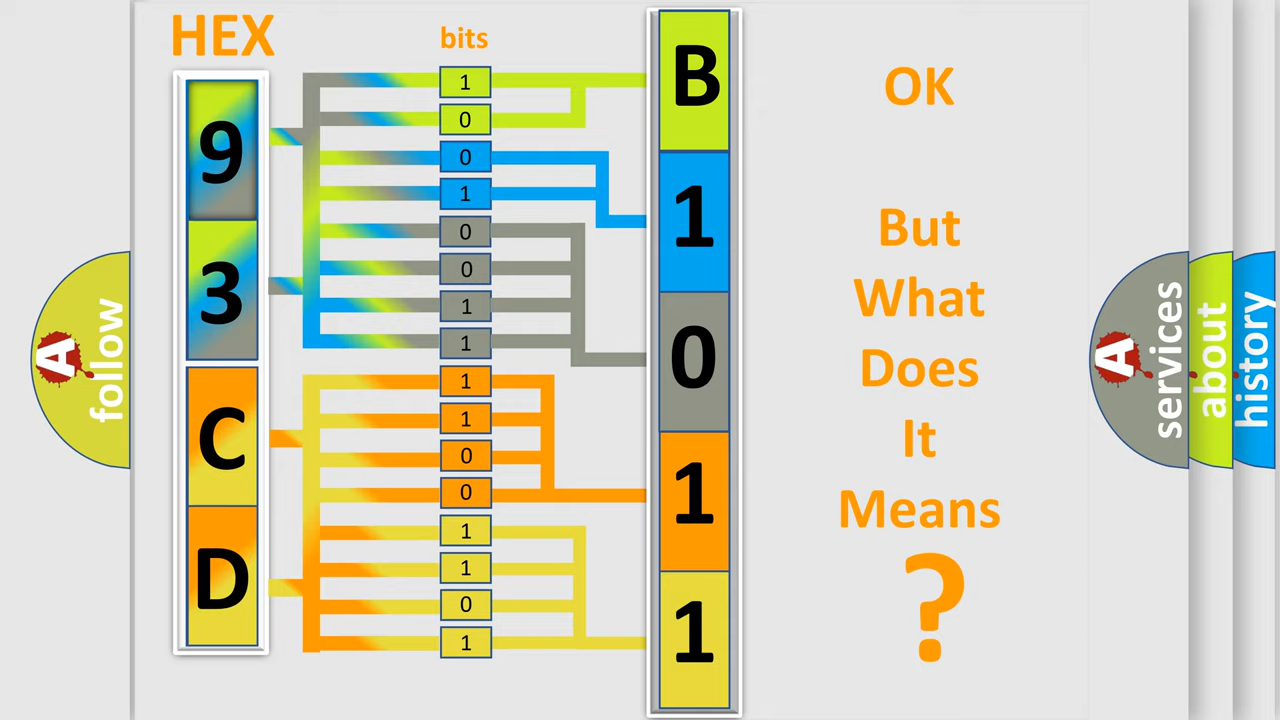 HEX
bits
9
3
C
D
1
0
0
1
0
0
1
1
1
1
0
0
1
1
0
1
B
1
0
1
1
OK
But
What
Does
It
Means
?
A
follow
A
services
about
history